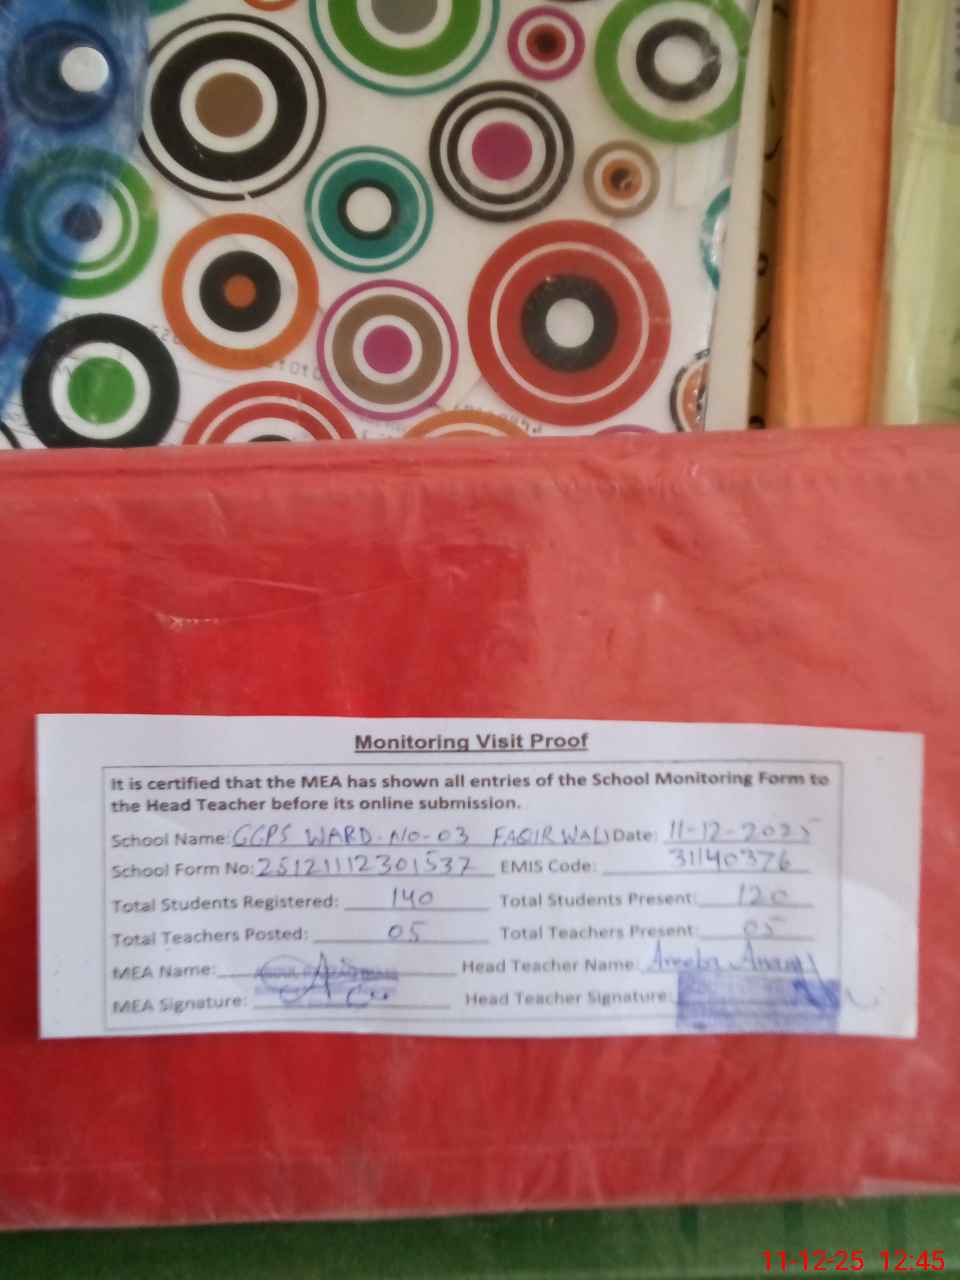 Monitoring Visit Proof
It is certified that the MEA has shown all entries of the School Monitoring Form to
the Head Teacher before its online submission.
School Name: GGPS WARD-NO-03 FAQIR WALI Date: 11-12-2025
School Form No: 251211112301537 EMIS Code: 31140376
Total Students Registered: 140 Total Students Present: 120
Total Teachers Posted: 05 Total Teachers Present: 05
MEA Name: Head Teacher Name:
MEA Signature: Head Teacher Signature:
11-12-25 12:45